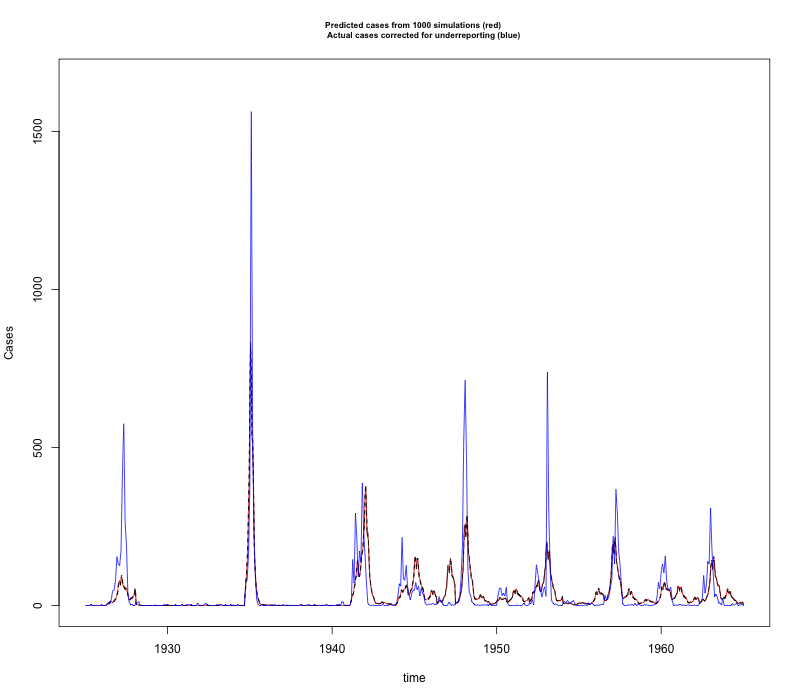 Predicted cases from 1000 simulations (red)
Actual cases corrected for underreporting (blue)
1500
1000
500
0
Cases
1930 1940 1950 1960
time